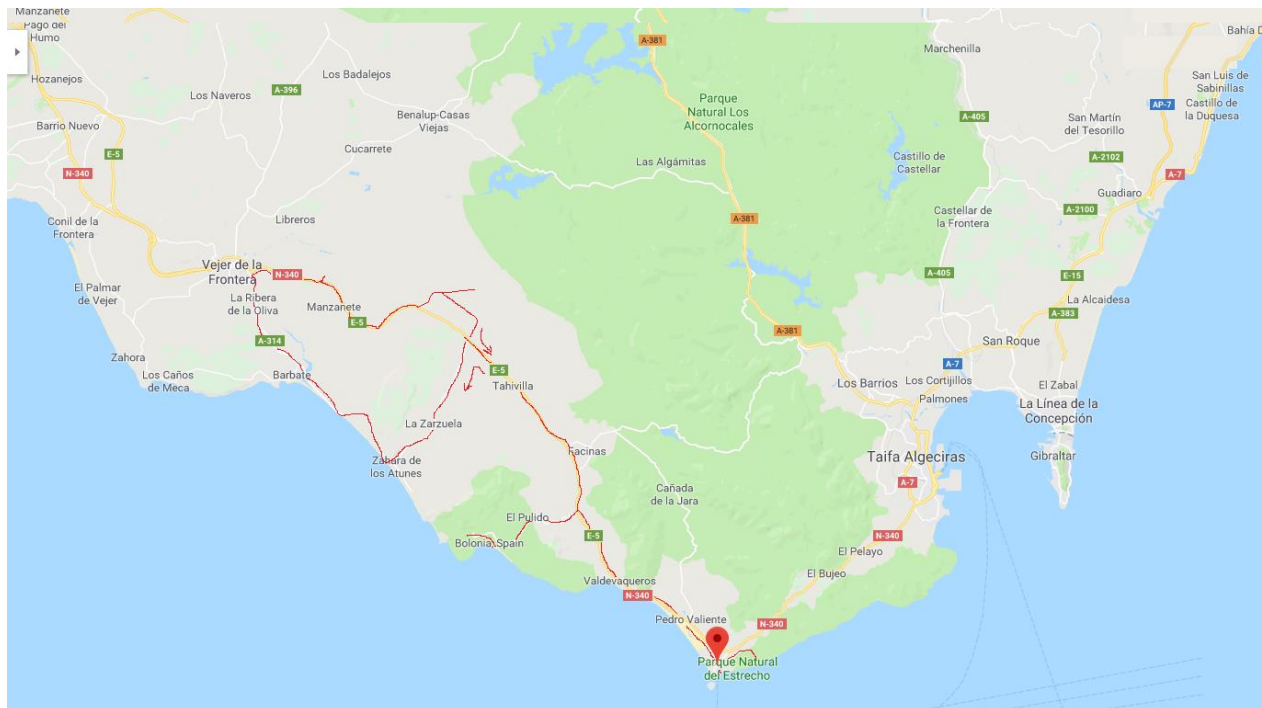 Manzanete
Pago del
Humo
A-381
Bahía D
Marchenilla
Hozanejos
Los Badalejos
San Luis de
Sabinillas
A-396
Los Naveros
Parque
Natural Los
Alcornocales
AP-7
Castillo de
la Duquesa
Benalup-Casas
Viejas
A-405
San Martín
del Tesorillo
Barrio Nuevo
E-5
Cucarrete
Las Algámitas
Castillo de
Castellar
A-2102
N-340
A-7
Guadiaro
Conil de la
Frontera
Libreros
A-381
Castellar de
la Frontera
A-2100
Vejer de la
Frontera
N-340
A-405
E-15
El Palmar
de Vejer
La Ribera
de la Oliva
Manzanete
La Alcaidesa
E-5
A-383
A-381
A-314
San Roque
Zahora
A-7
Los Caños
de Meca
Barbate
E-5
Tahivilla
Los Barrios
Los Cortijillos
El Zabal
Palmones
La Línea de la
Concepción
La Zarzuela
Facinas
Taifa Algeciras
Gibraltar
Zahara de
los Atunes
A-7
Cañada
de la Jara
El Pulido
E-5
N-340
Bolonia, Spain
El Pelayo
Valdevaqueros
El Bujeo
N-340
Pedro Valiente
N-340
Parque Natural
del Estrecho